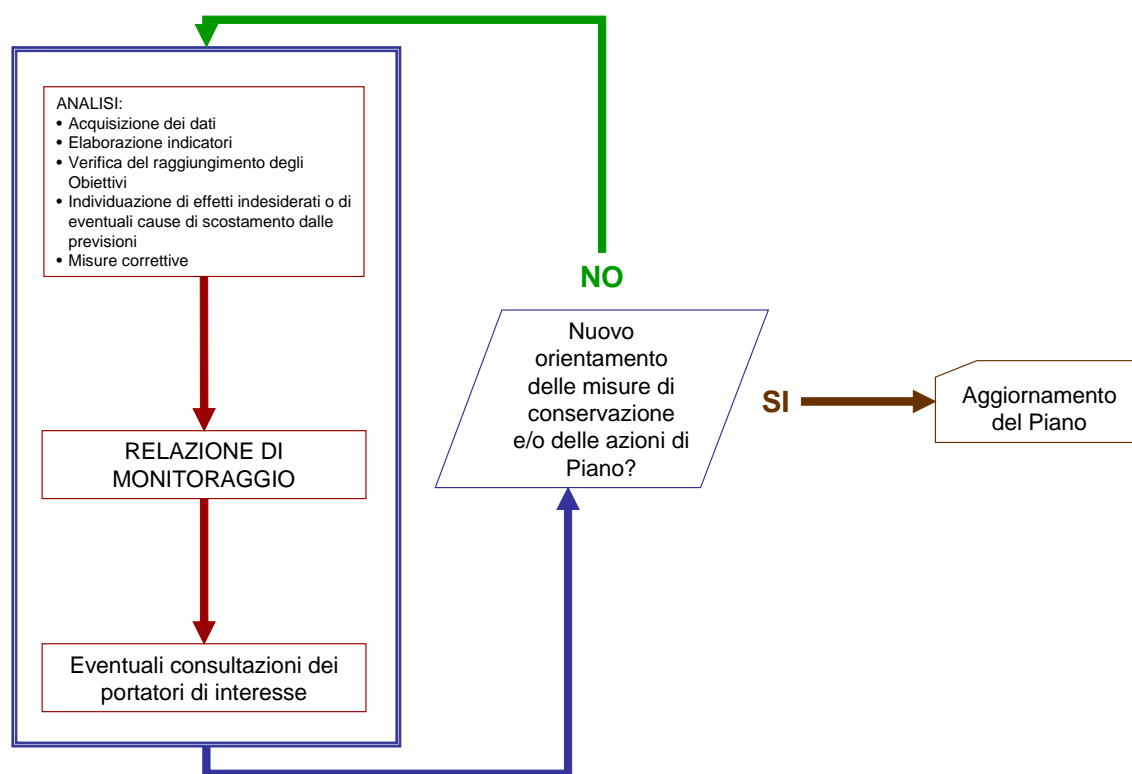 ANALISI:
• Acquisizione dei dati
• Elaborazione indicatori
• Verifica del raggiungimento degli
Obiettivi
• Individuazione di effetti indesiderati o di
eventuali cause di scostamento dalle
previsioni
• Misure correttive
RELAZIONE DI
MONITORAGGIO
Eventuali consultazioni dei
portatori di interesse
NO
Nuovo
orientamento
delle misure di
conservazione
e/o delle azioni di
Piano?
SI
Aggiornamento
del Piano